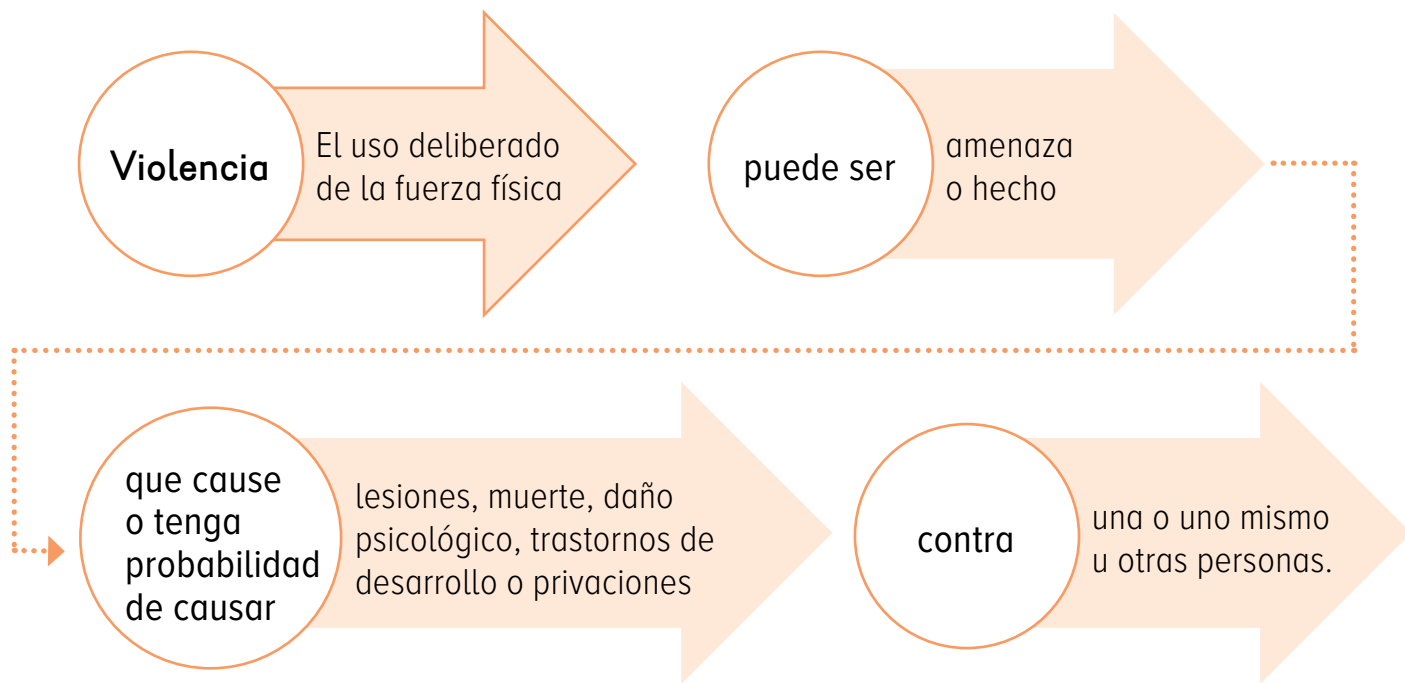 Violencia
El uso deliberado
de la fuerza física
puede ser
amenaza
o hecho
que cause
o tenga
probabilidad
de causar
lesiones, muerte, daño
psicológico, trastornos de
desarrollo o privaciones
contra
una o uno mismo
u otras personas.